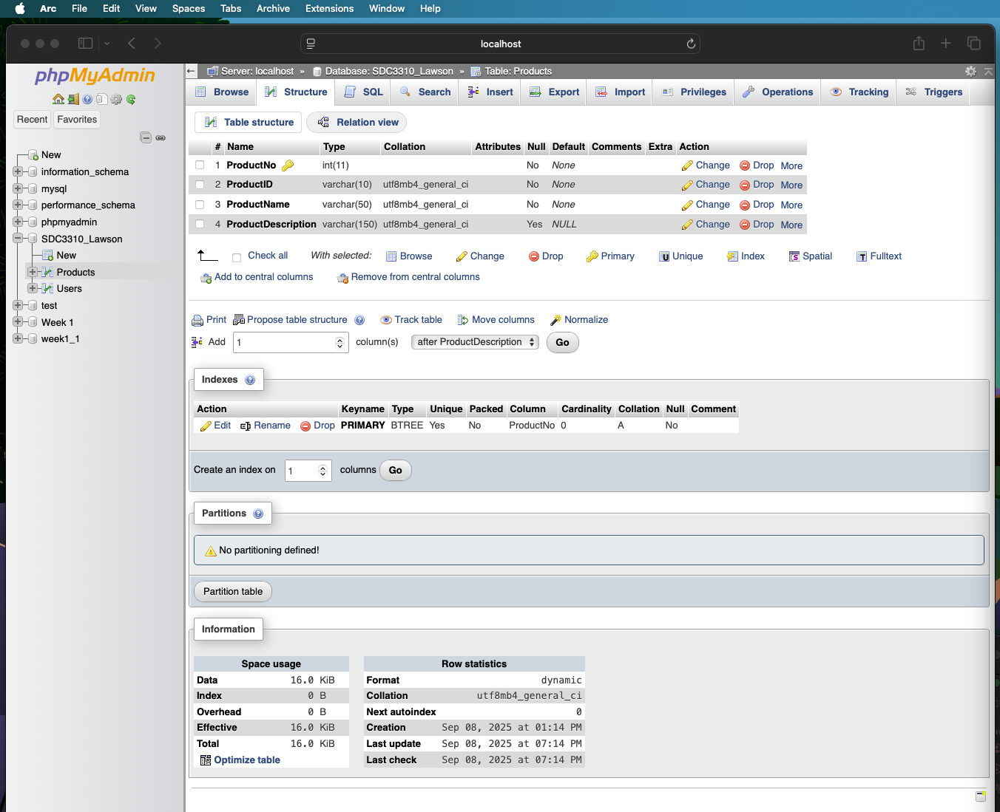 Arc File Edit View Spaces Tabs Archive Extensions Window Help
localhost
phpMyAdmin
Recent Favorites
New
information_schema
mysql
performance_schema
phpmyadmin
SDC3310_Lawson
New
Products
Users
test
Week 1
week1_1
Server: localhost » Database: SDC3310_Lawson » Table: Products
Browse Structure SQL Search Insert Export Import Privileges Operations Tracking Triggers
Table structure Relation view
# Name Type Collation Attributes Null Default Comments Extra Action
1 ProductNo int(11) No None Change Drop More
2 ProductID varchar(10) utf8mb4_general_ci No None Change Drop More
3 ProductName varchar(50) utf8mb4_general_ci No None Change Drop More
4 ProductDescription varchar(150) utf8mb4_general_ci Yes NULL Change Drop More
Check all With selected: Browse Change Drop Primary Unique Index Spatial Fulltext
Add to central columns Remove from central columns
Print Propose table structure Track table Move columns Normalize
Add 1 column(s) after ProductDescription Go
Indexes
Action Keyname Type Unique Packed Column Cardinality Collation Null Comment
Edit Rename Drop PRIMARY BTREE Yes No ProductNo 0 A No
Create an index on 1 columns Go
Partitions
No partitioning defined!
Partition table
Information
Space usage
Data 16.0 KiB
Index 0 B
Overhead 0 B
Effective 16.0 KiB
Total 16.0 KiB
Optimize table
Row statistics
Format dynamic
Collation utf8mb4_general_ci
Next autoindex 0
Creation Sep 08, 2025 at 01:14 PM
Last update Sep 08, 2025 at 07:14 PM
Last check Sep 08, 2025 at 07:14 PM